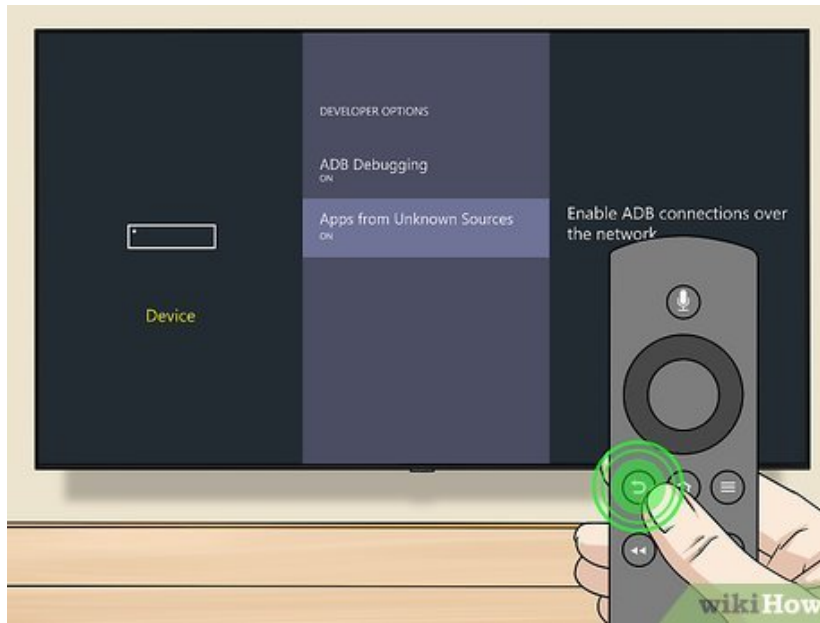 DEVELOPER OPTIONS
ADB Debugging
ON
Apps from Unknown Sources
ON
Enable ADB connections over
the network
Device
wikiHow